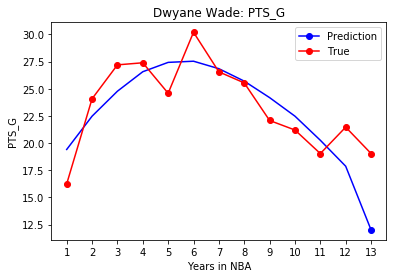 Dwyane Wade: PTS_G
Prediction
True
PTS_G
30.0
27.5
25.0
22.5
20.0
17.5
15.0
12.5
1 2 3 4 5 6 7 8 9 10 11 12 13
Years in NBA